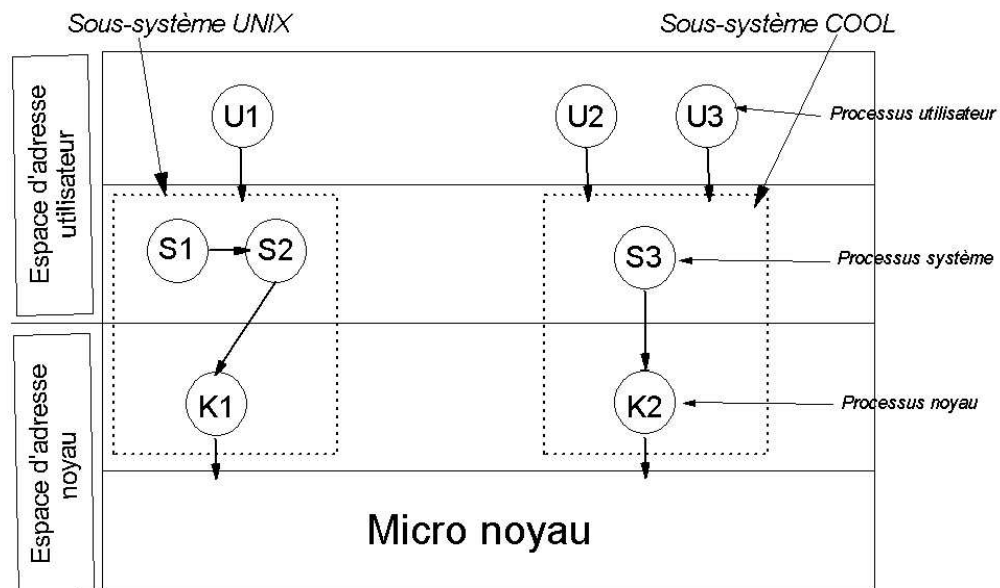 Sous-système UNIX
Sous-système COOL
Espace d'adresse
utilisateur
U1
U2
U3
Processus utilisateur
S1
S2
S3
Processus système
Espace d'adresse
noyau
K1
K2
Processus noyau
Micro noyau